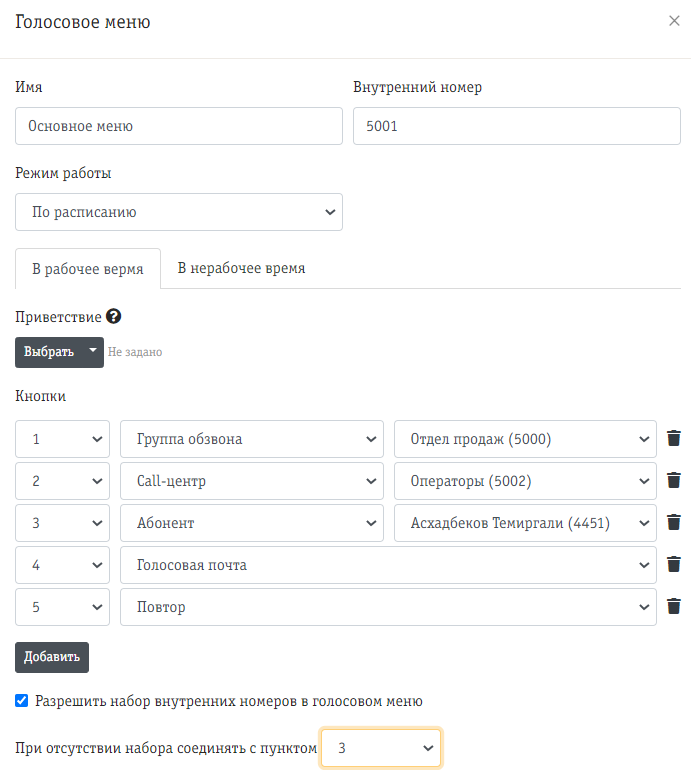 Голосовое меню
Имя
Внутренний номер
Основное меню
5001
Режим работы
По расписанию
В рабочее вермя
В нерабочее время
Приветствие
Выбрать
Не задано
Кнопки
1 Группа обзвона Отдел продаж (5000)
2 Call-центр Операторы (5002)
3 Абонент Асхадбеков Темиргали (4451)
4 Голосовая почта
5 Повтор
Добавить
Разрешить набор внутренних номеров в голосовом меню
При отсутствии набора соединять с пунктом 3